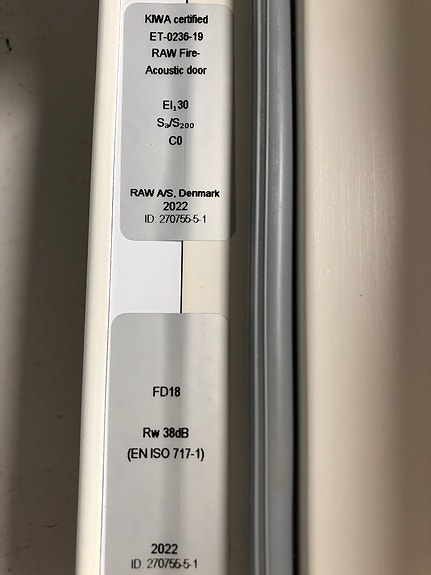 KIWA certified
ET-0236-19
RAW Fire-
Acoustic door
EI₁ 30
Sₐ/S₂₀₀
C0
RAW A/S, Denmark
2022
ID: 270755-5-1
FD18
Rw 38dB
(EN ISO 717-1)
2022
ID: 270755-5-1